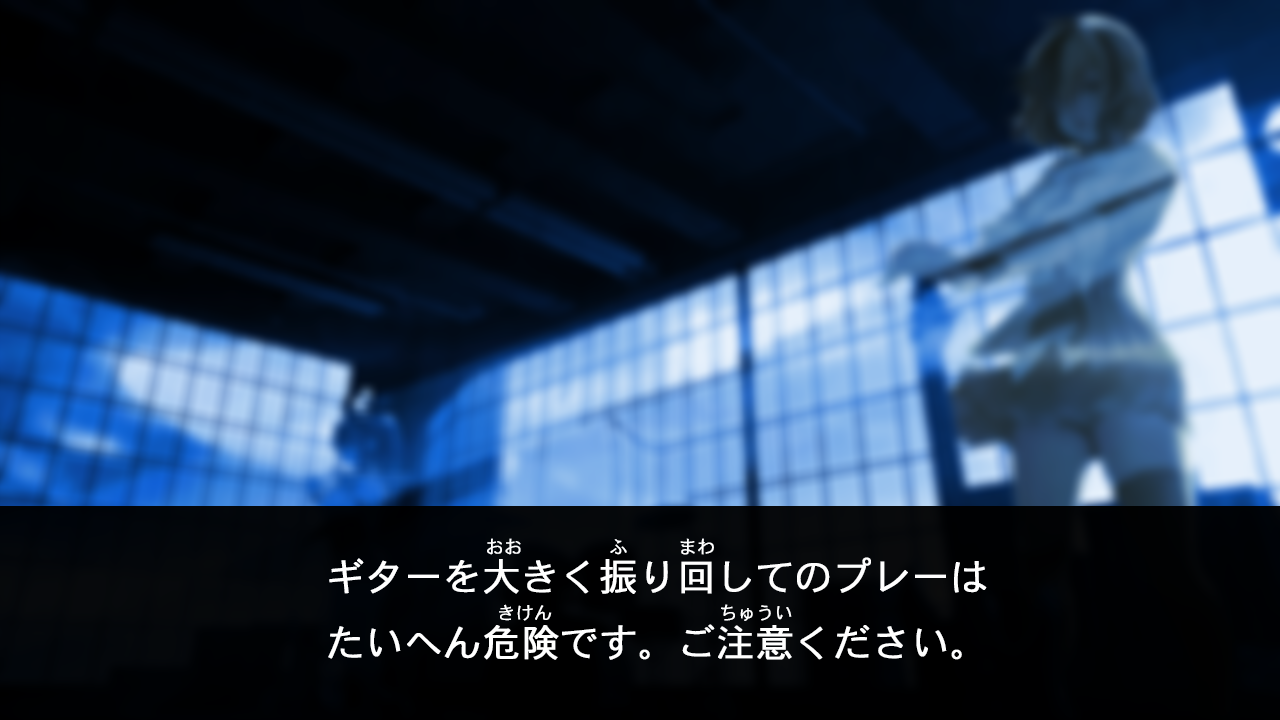 ギターを大きく振り回してのプレーは
たいへん危険です。ご注意ください。